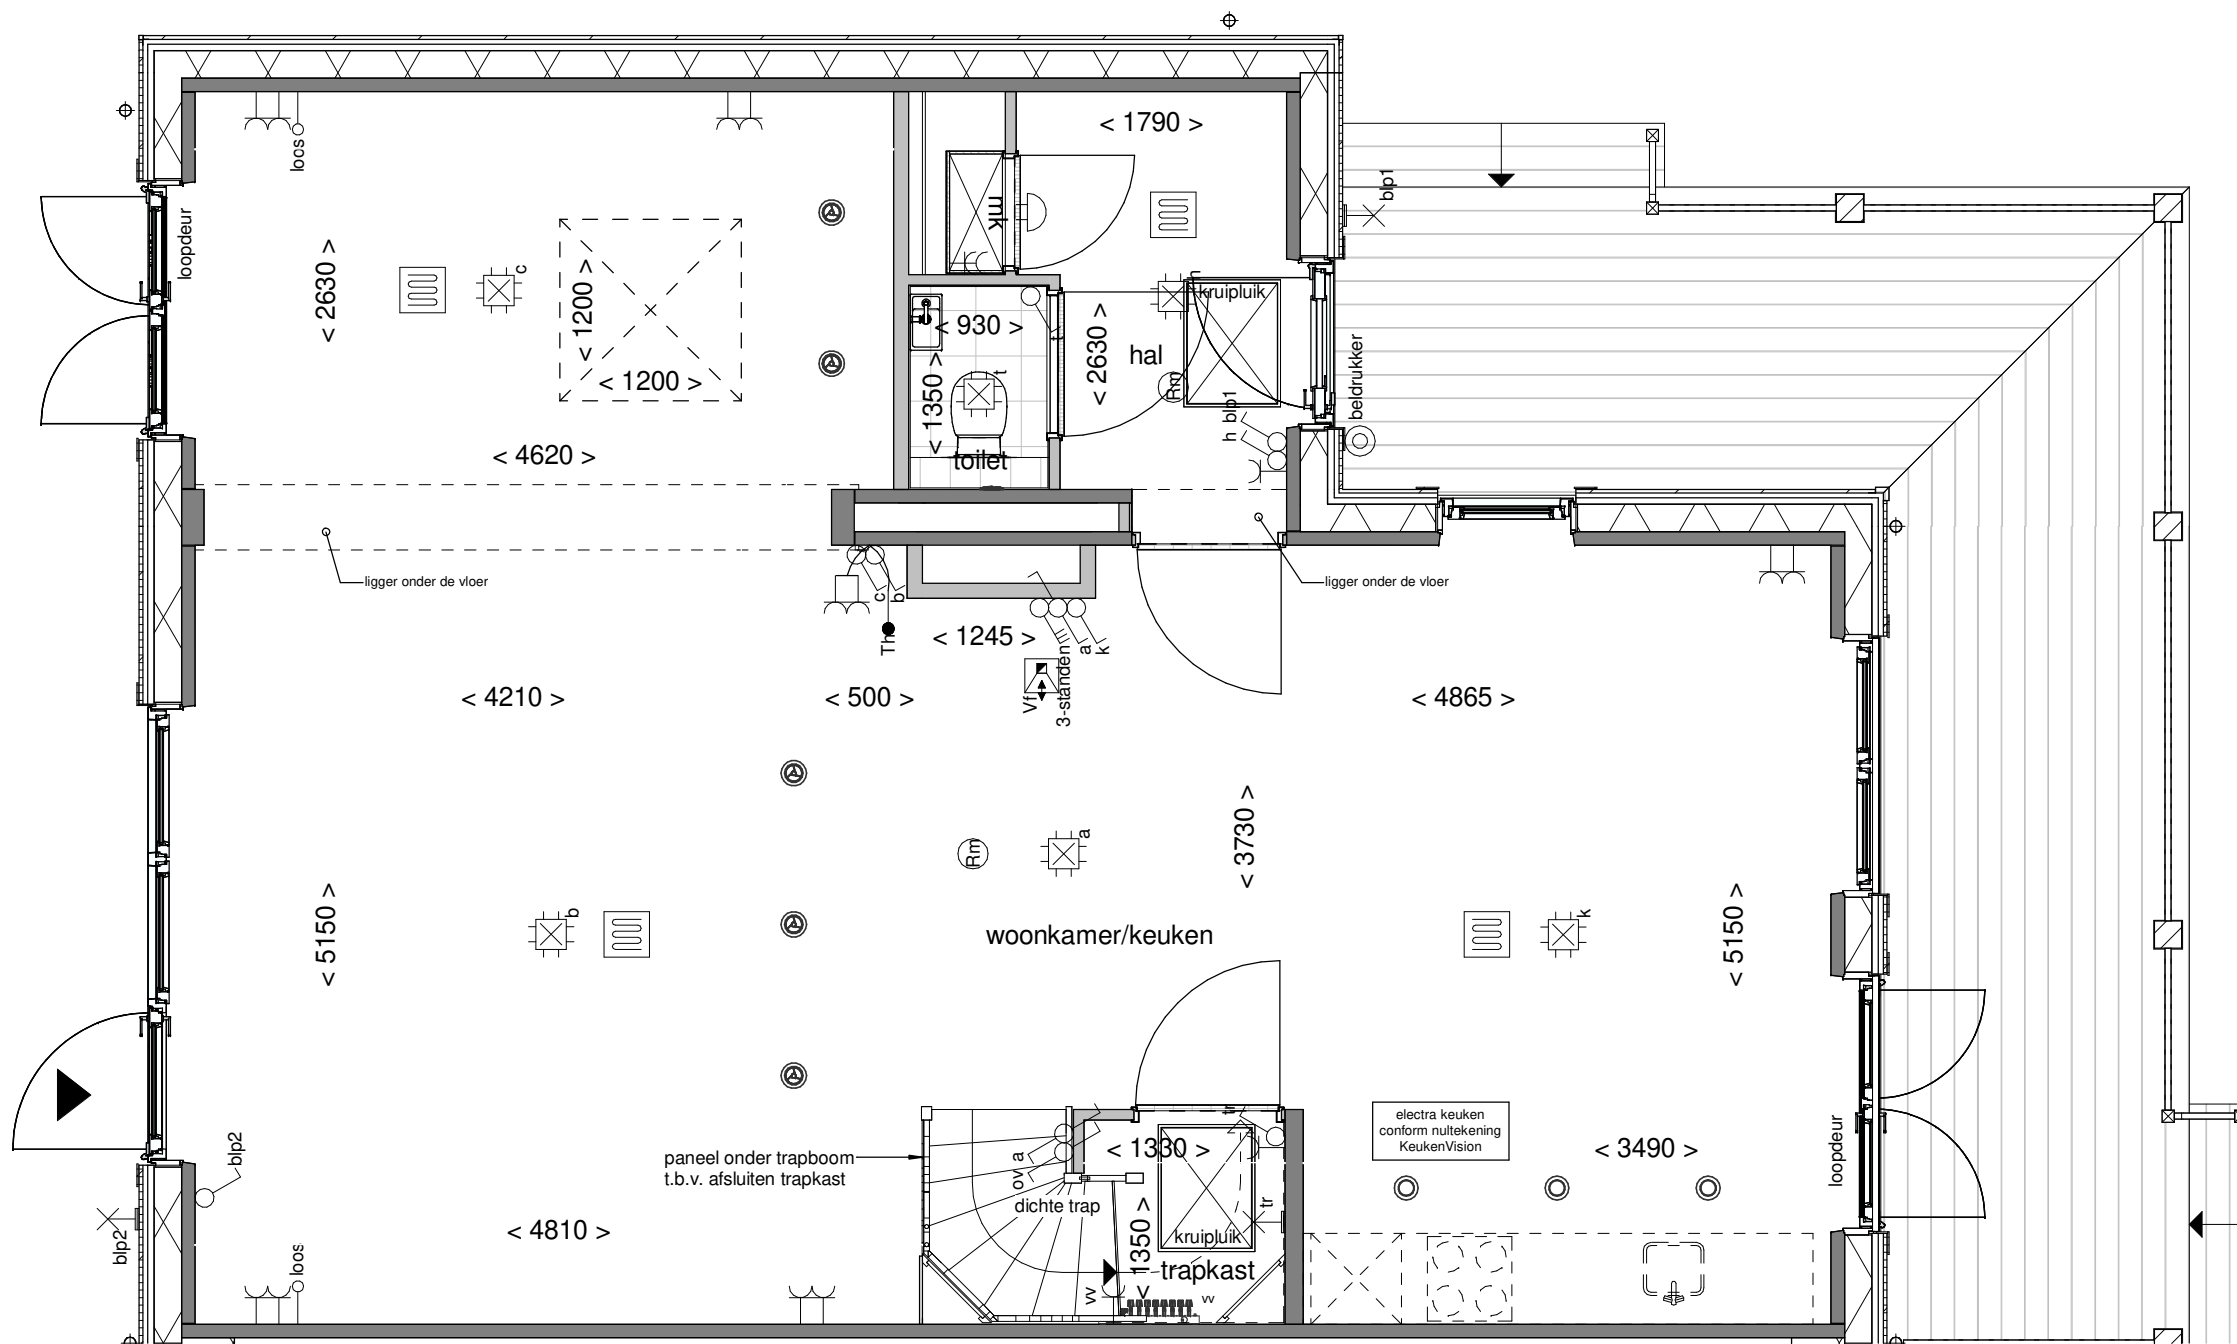 < 1790 >
loos
blp1
mk
loopdeur
< 2630 >
c
< 1200 >
< 1200 >
kruipluik
< 930 >
t
< 2630 >
hal
t
< 1350 >
Rm
h blp1
beldrukker
< 4620 >
toilet
ligger onder de vloer
ligger onder de vloer
c
b
Th
< 1245 >
3-standen
a
k
Vf
< 4210 >
< 500 >
< 4865 >
< 3730 >
a
Rm
b
k
< 5150 >
woonkamer/keuken
< 5150 >
electra keuken
conform nultekening
KeukenVision
loopdeur
blp2
paneel onder trapboom
t.b.v. afsluiten trapkast
tr
< 1330 >
< 3490 >
ov a
dichte trap
tr
blp2
< 4810 >
< 1350 >
kruipluik
trapkast
loos
vv
vv